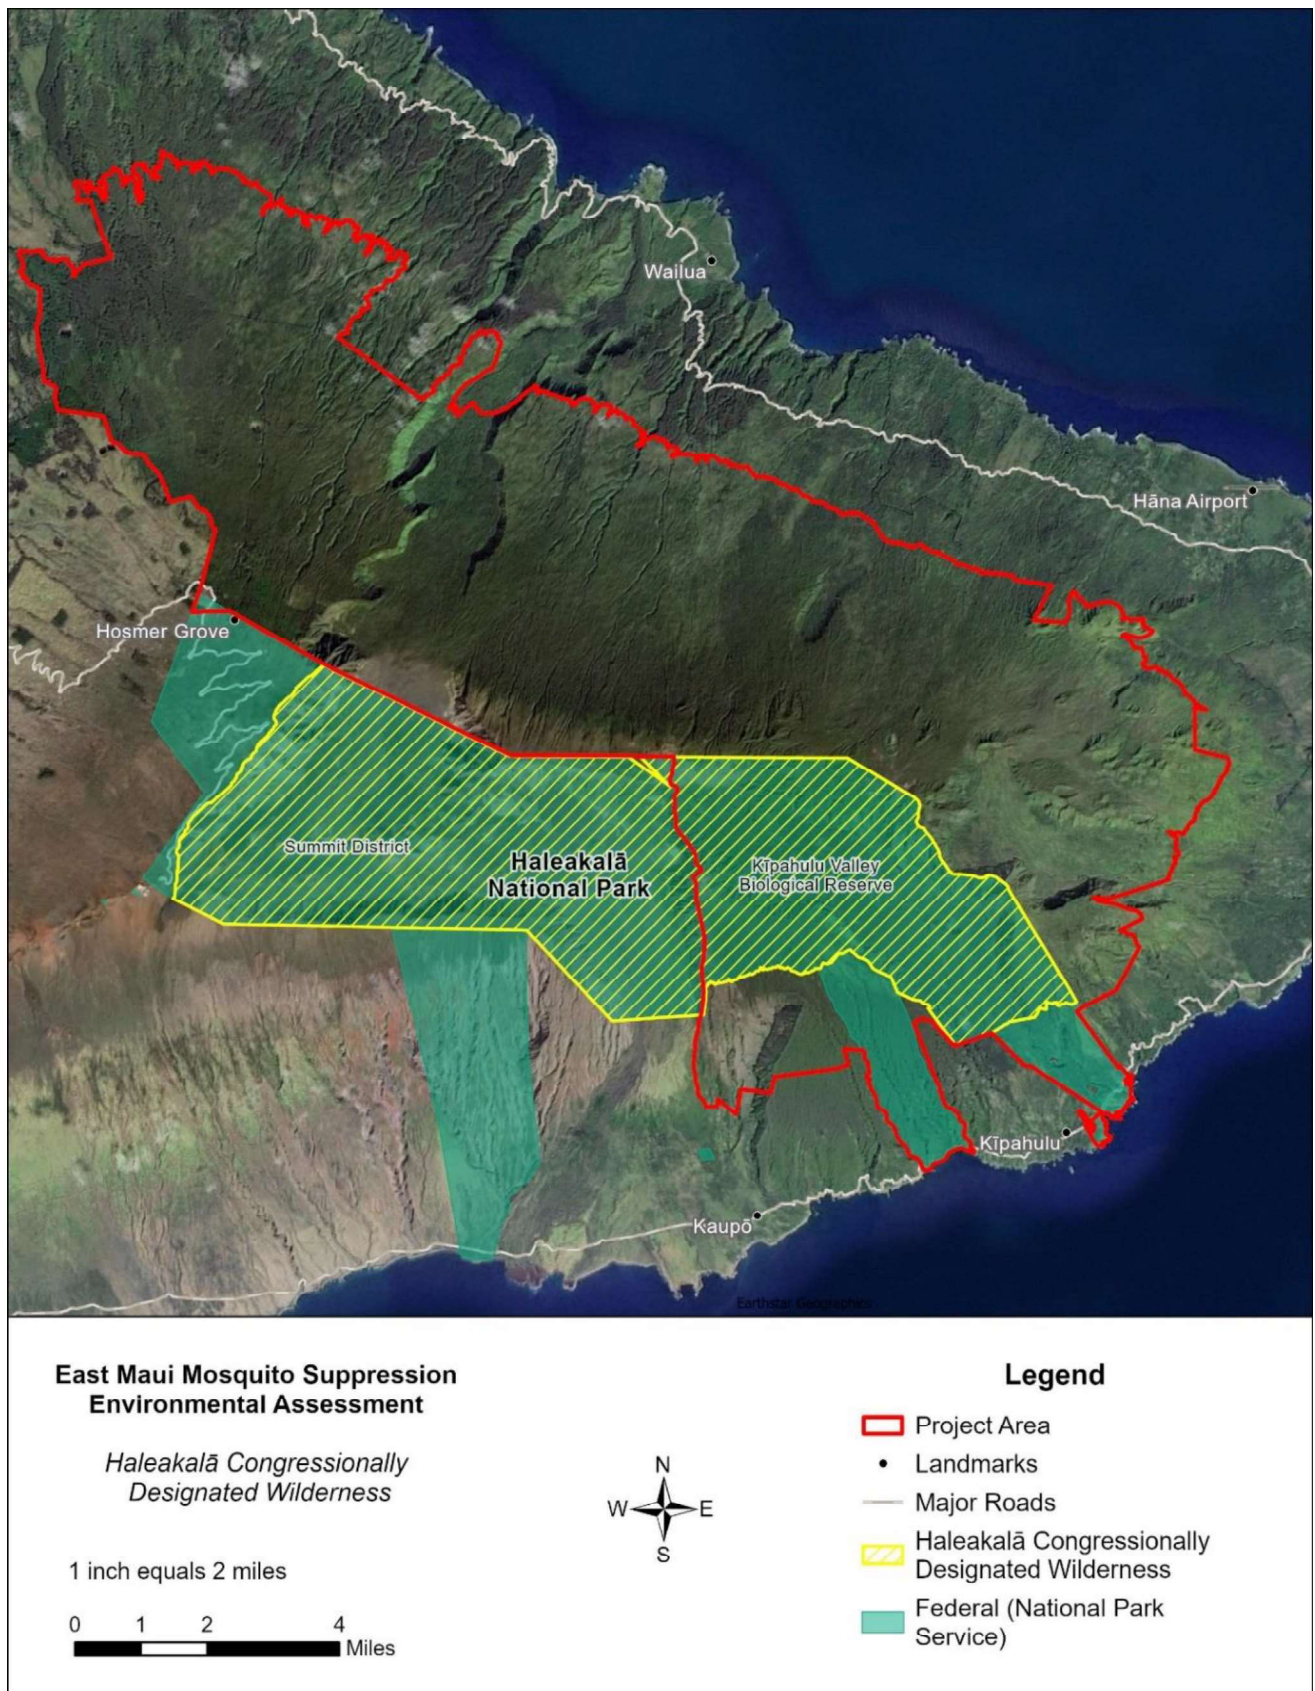 Wailua
Hāna Airport
Hosmer Grove
Summit District
Haleakalā
National Park
Kīpahulu Valley
Biological Reserve
Kīpahulu
Kaupō
Earthstar Geographics
East Maui Mosquito Suppression
Environmental Assessment
Haleakalā Congressionally
Designated Wilderness
1 inch equals 2 miles
0 1 2 4
Miles
N
W E
S
Legend
Project Area
Landmarks
Major Roads
Haleakalā Congressionally
Designated Wilderness
Federal (National Park
Service)